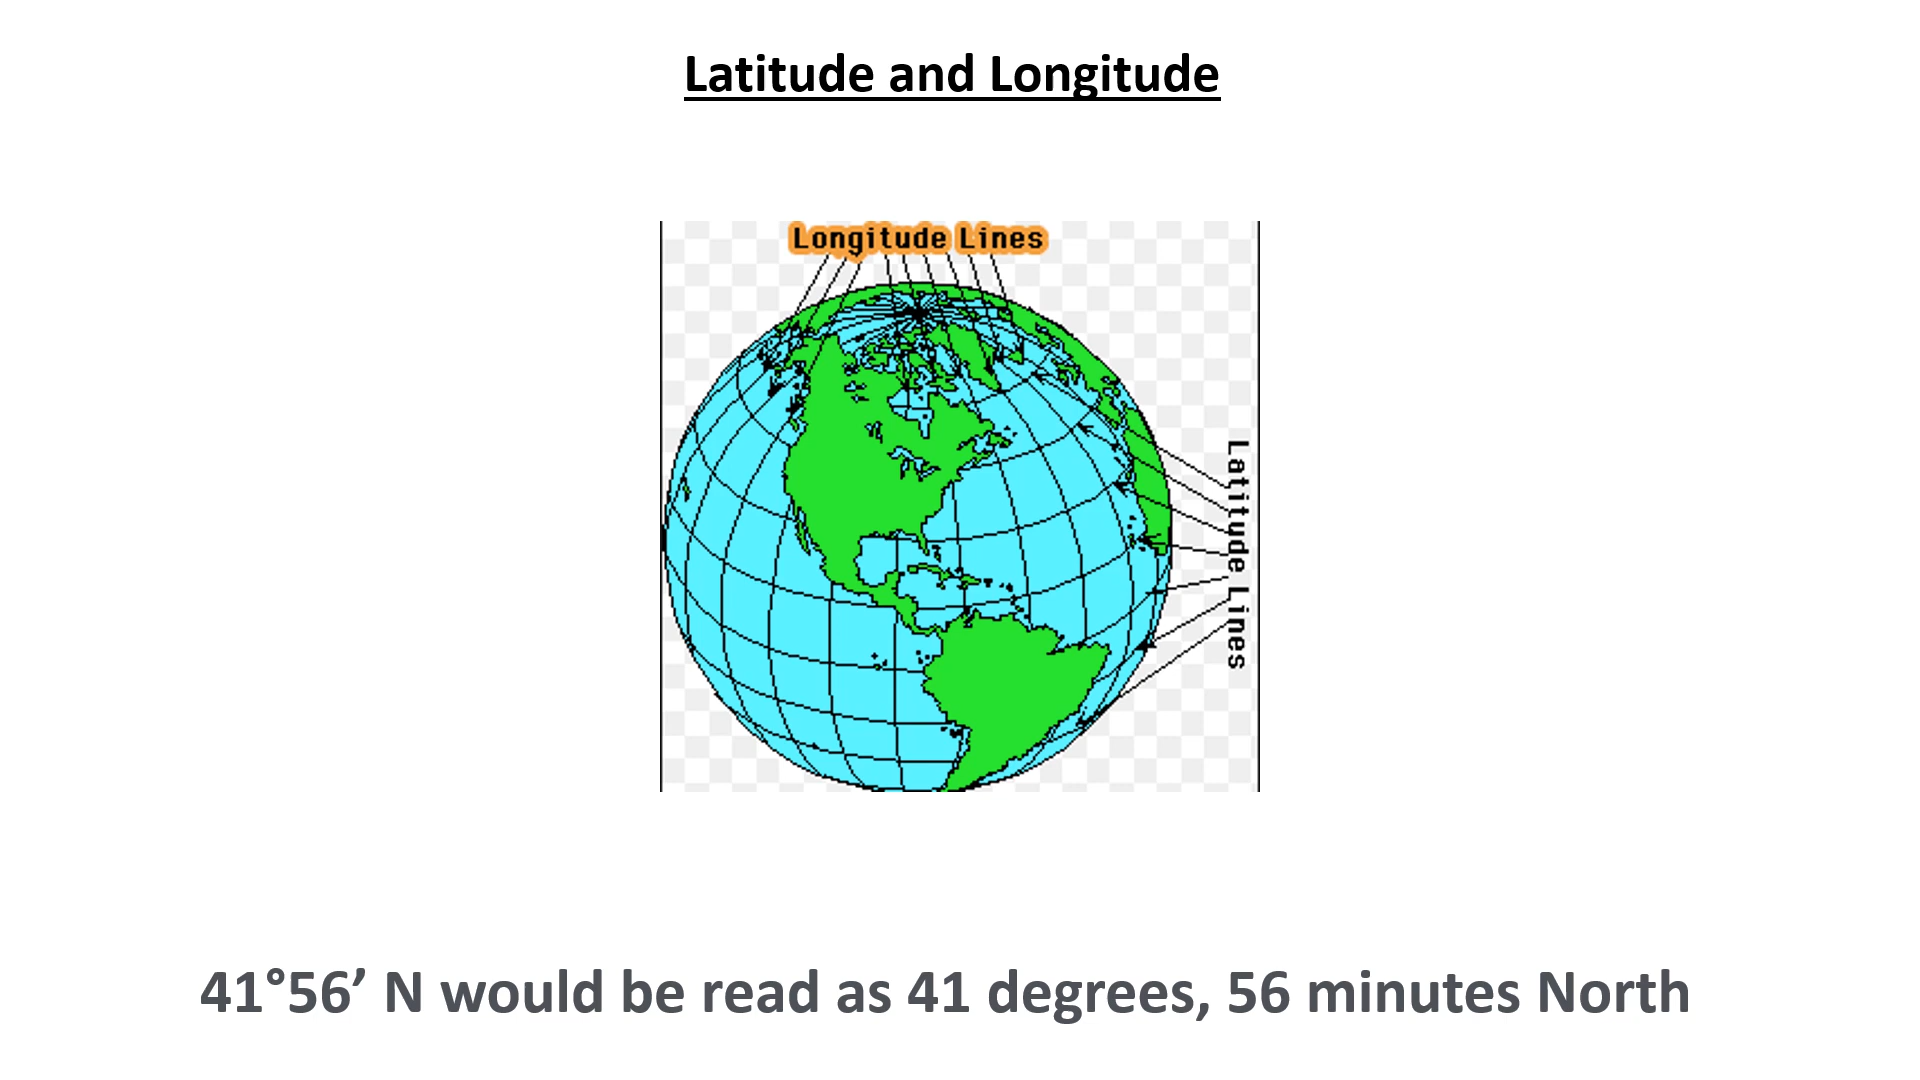 Latitude and Longitude
Longitude Lines
Latitude Lines
41°56’ N would be read as 41 degrees, 56 minutes North